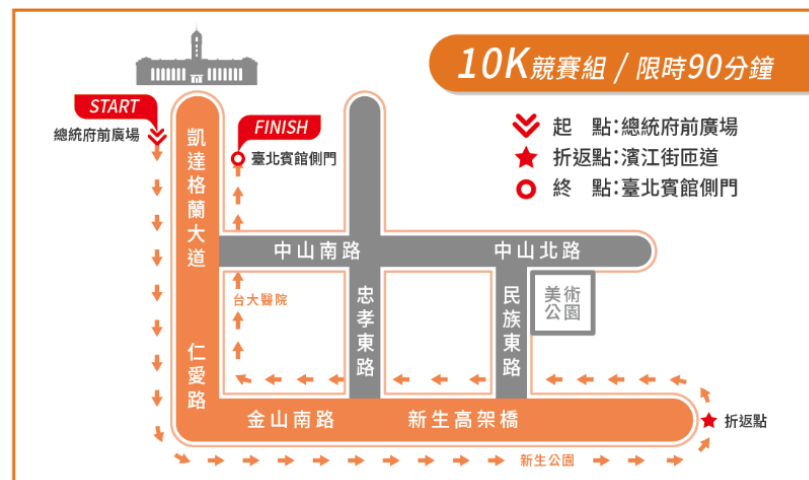 10K競賽組 / 限時90分鐘
START
總統府前廣場
FINISH
臺北賓館側門
起　點:總統府前廣場
折返點:濱江街匝道
終　點:臺北賓館側門
凱達格蘭大道
中山南路
中山北路
台大醫院
忠孝東路
民族東路
美術
公園
仁愛路
金山南路
新生高架橋
折返點
新生公園